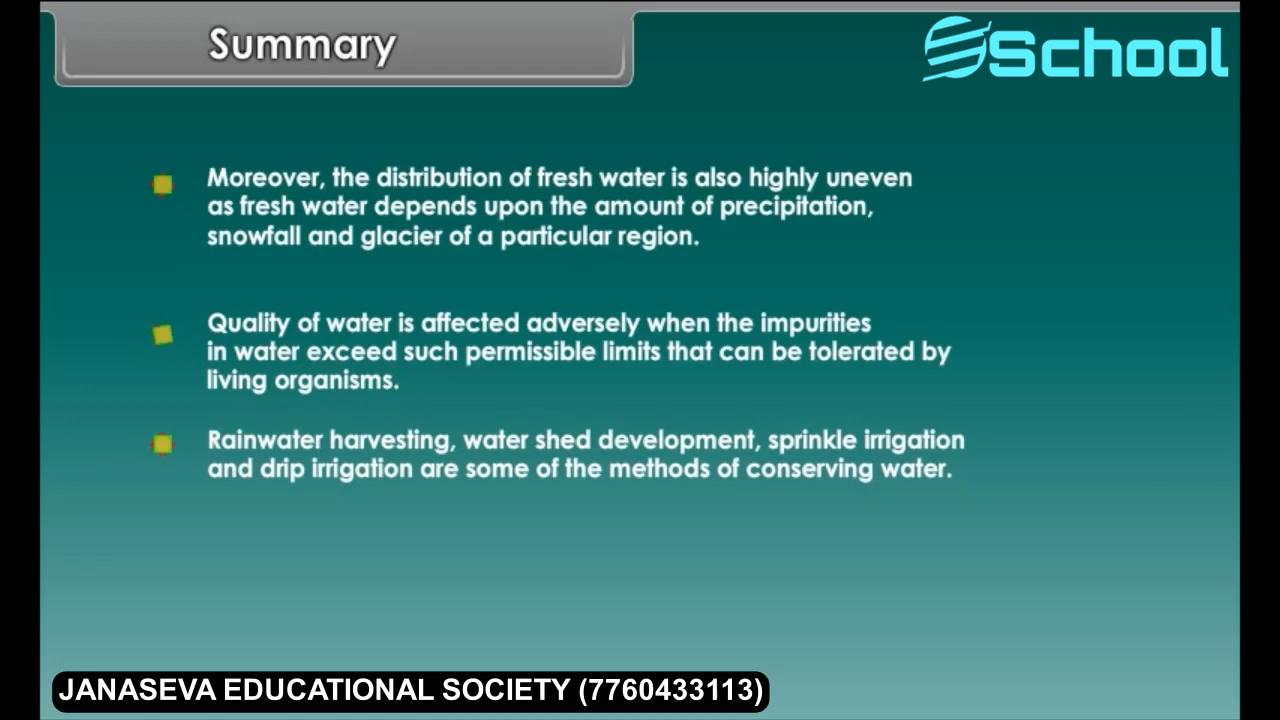 Summary
School
Moreover, the distribution of fresh water is also highly uneven
as fresh water depends upon the amount of precipitation,
snowfall and glacier of a particular region.
Quality of water is affected adversely when the impurities
in water exceed such permissible limits that can be tolerated by
living organisms.
Rainwater harvesting, water shed development, sprinkle irrigation
and drip irrigation are some of the methods of conserving water.
JANASEVA EDUCATIONAL SOCIETY (7760433113)